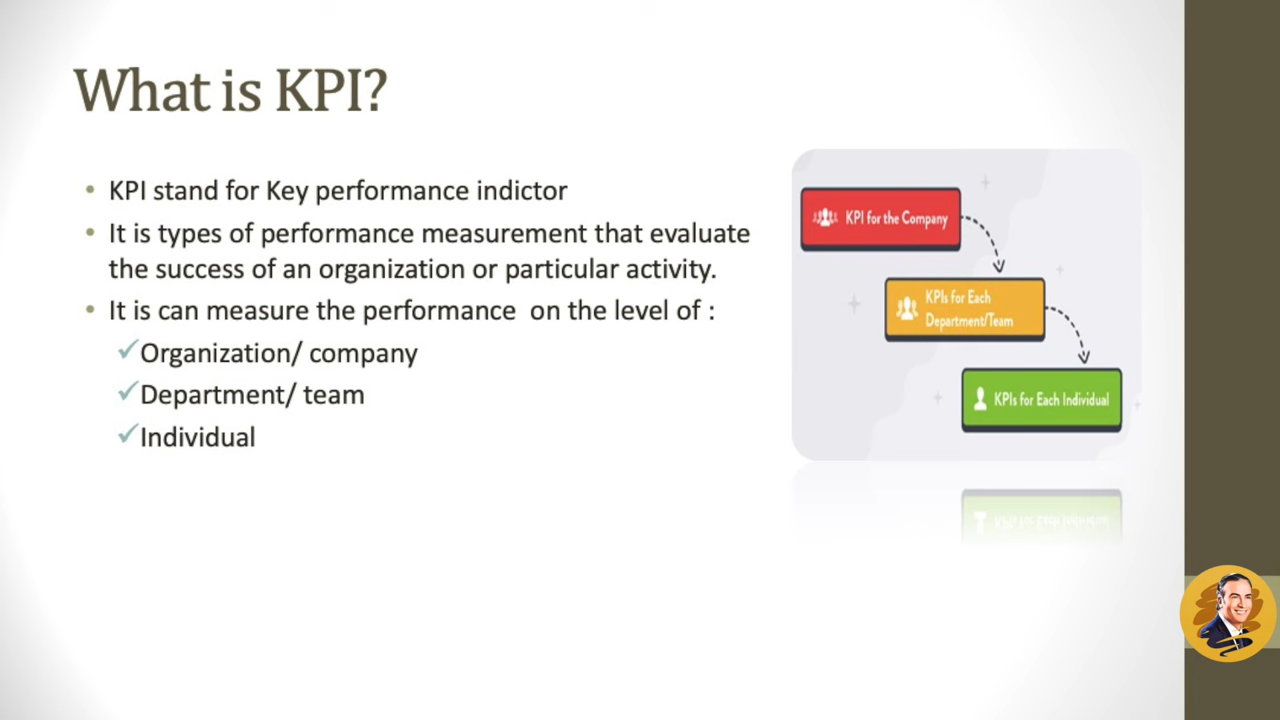 What is KPI?
• KPI stand for Key performance indictor
• It is types of performance measurement that evaluate
the success of an organization or particular activity.
• It is can measure the performance on the level of :
✓Organization/ company
✓Department/ team
✓Individual
KPI for the Company
KPIs for Each
Department/Team
KPIs for Each Individual